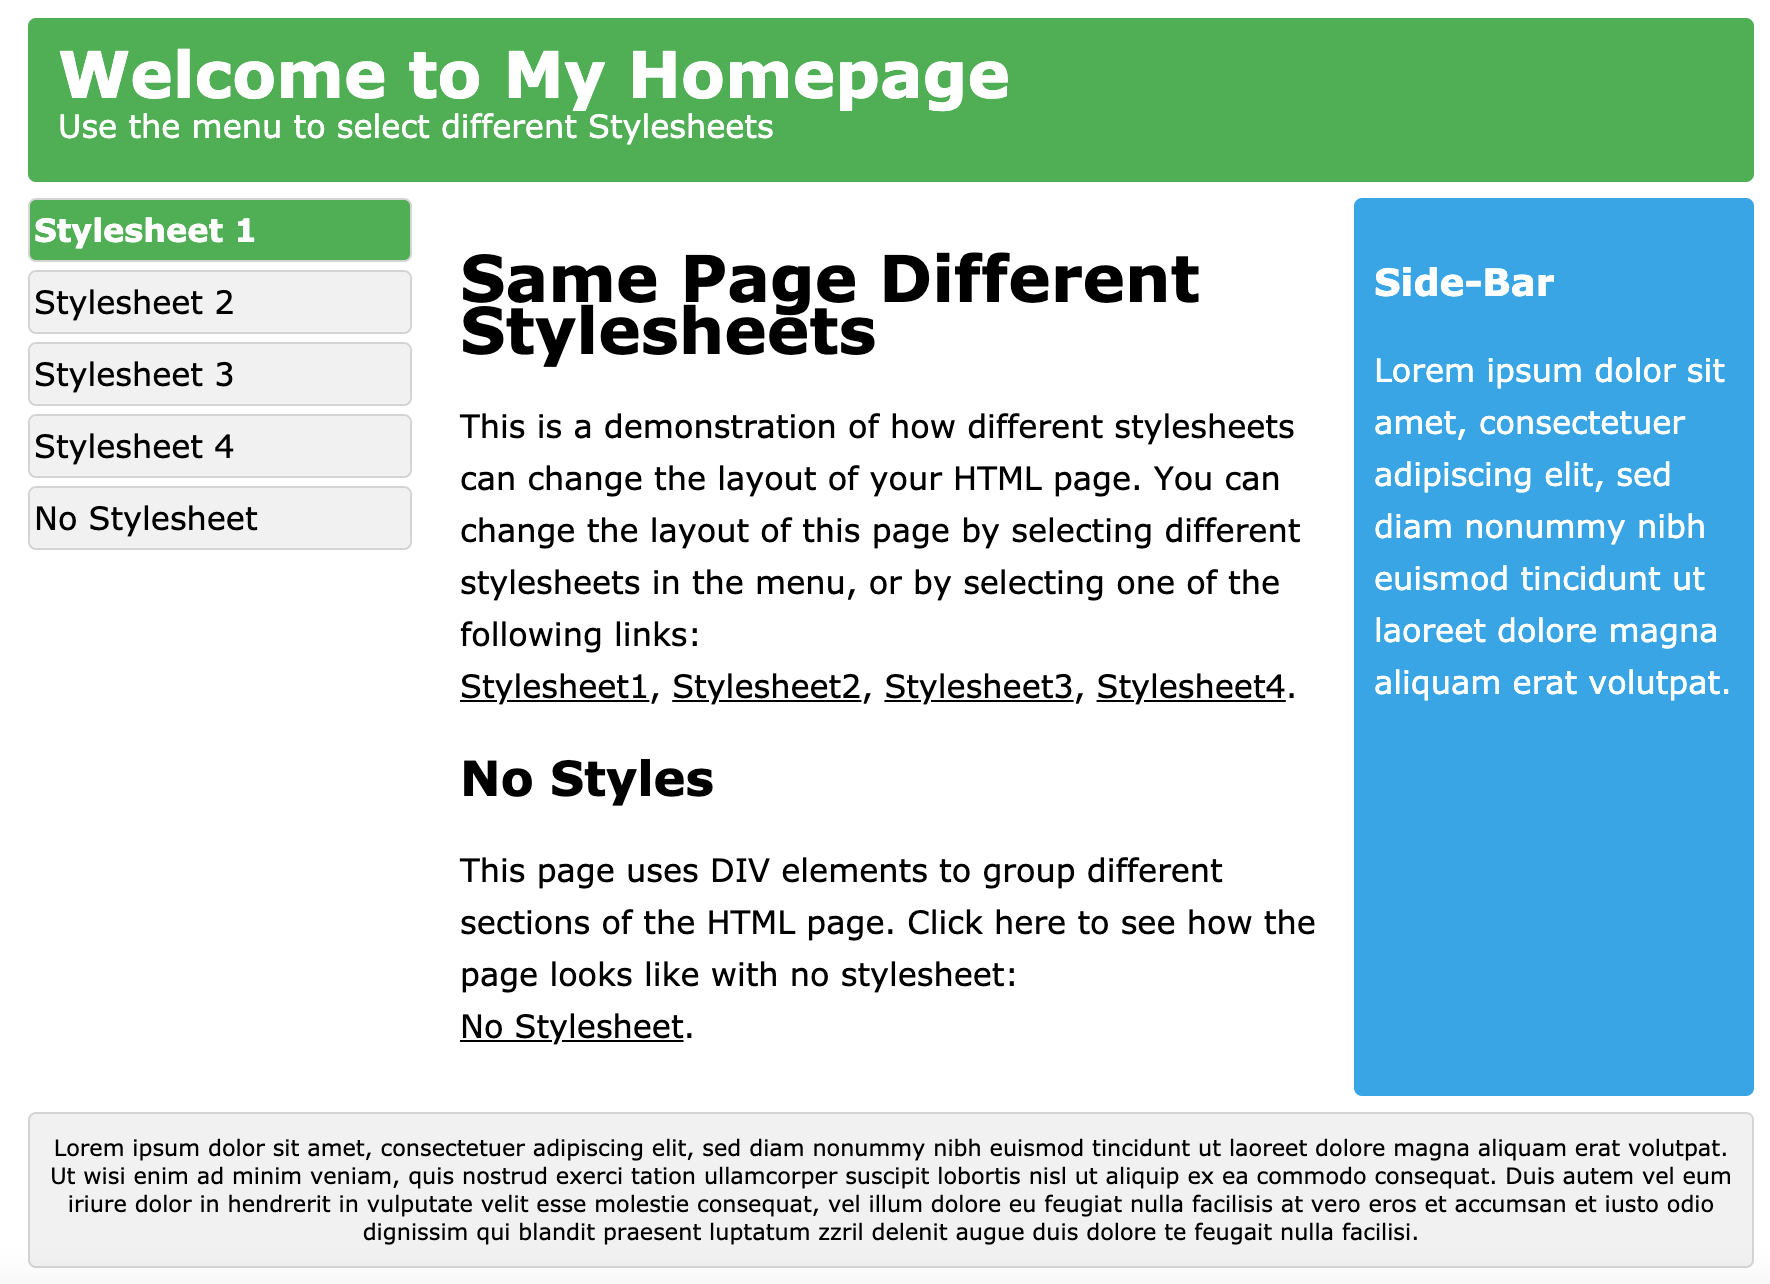 Welcome to My Homepage
Use the menu to select different Stylesheets
Stylesheet 1
Stylesheet 2
Stylesheet 3
Stylesheet 4
No Stylesheet
Same Page Different
Stylesheets
This is a demonstration of how different stylesheets
can change the layout of your HTML page. You can
change the layout of this page by selecting different
stylesheets in the menu, or by selecting one of the
following links:
Stylesheet1, Stylesheet2, Stylesheet3, Stylesheet4.
No Styles
This page uses DIV elements to group different
sections of the HTML page. Click here to see how the
page looks like with no stylesheet:
No Stylesheet.
Side-Bar
Lorem ipsum dolor sit
amet, consectetuer
adipiscing elit, sed
diam nonummy nibh
euismod tincidunt ut
laoreet dolore magna
aliquam erat volutpat.
Lorem ipsum dolor sit amet, consectetuer adipiscing elit, sed diam nonummy nibh euismod tincidunt ut laoreet dolore magna aliquam erat volutpat.
Ut wisi enim ad minim veniam, quis nostrud exerci tation ullamcorper suscipit lobortis nisl ut aliquip ex ea commodo consequat. Duis autem vel eum
iriure dolor in hendrerit in vulputate velit esse molestie consequat, vel illum dolore eu feugiat nulla facilisis at vero eros et accumsan et iusto odio
dignissim qui blandit praesent luptatum zzril delenit augue duis dolore te feugait nulla facilisi.